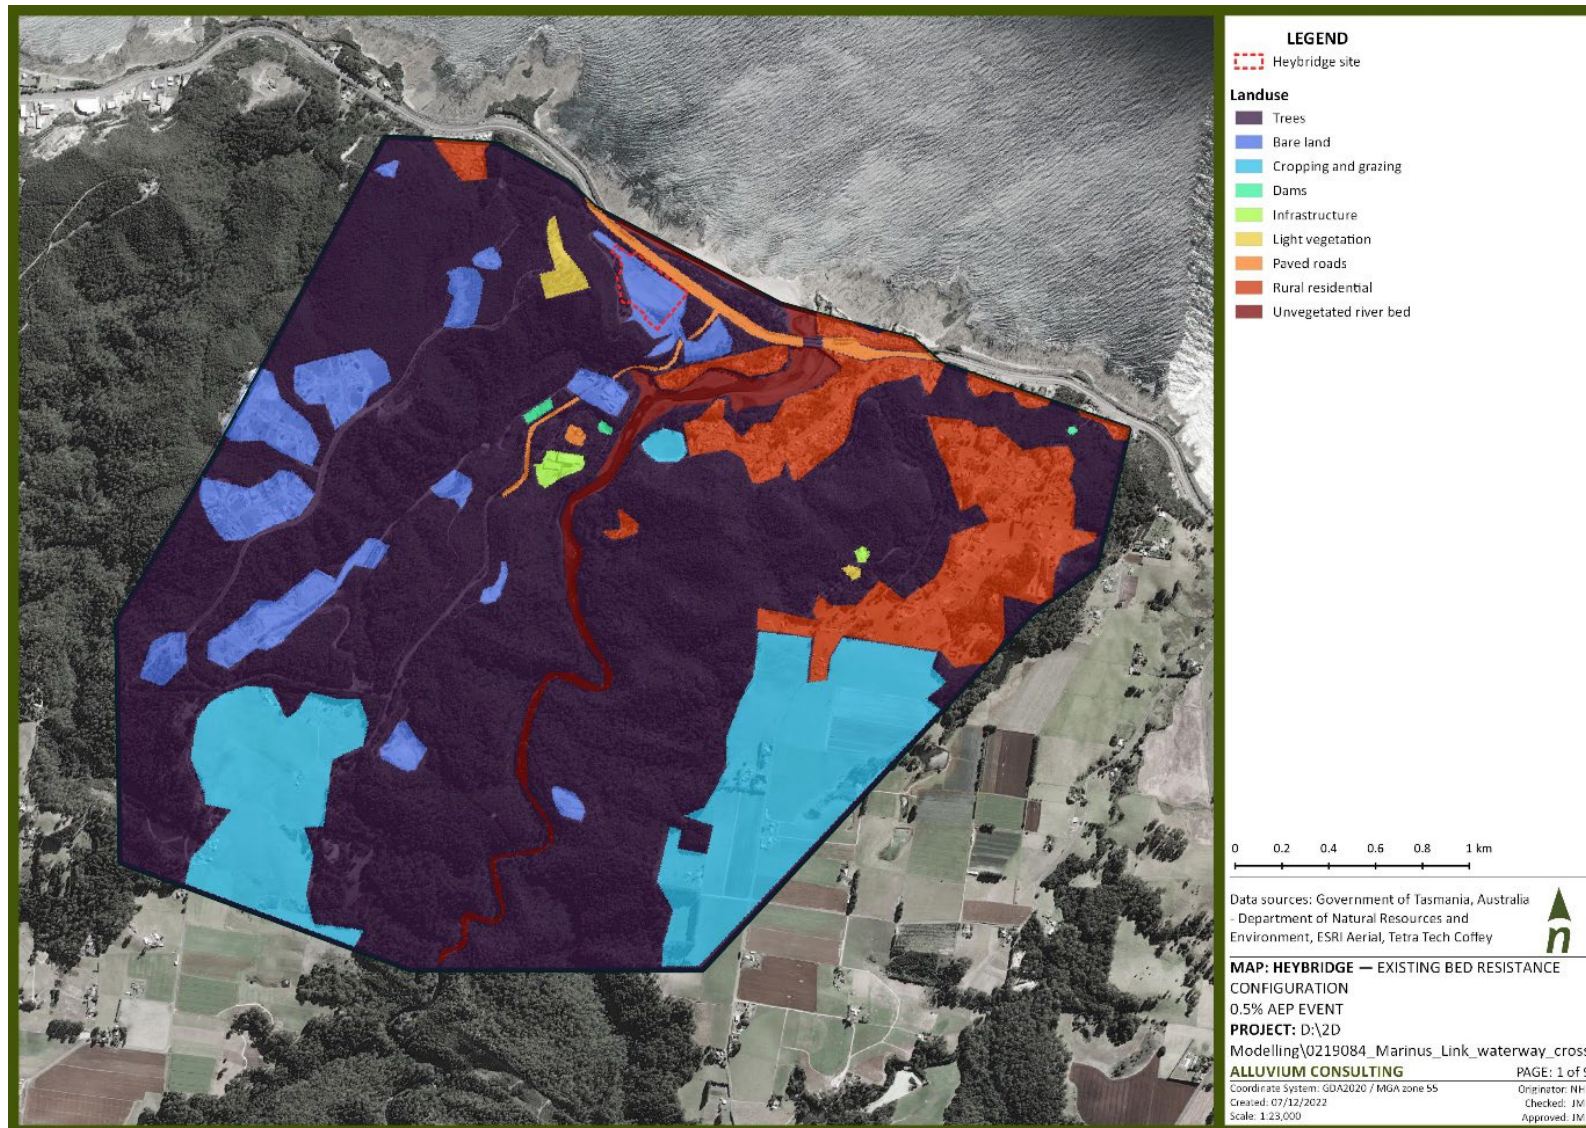 LEGEND
Heybridge site
Landuse
Trees
Bare land
Cropping and grazing
Dams
Infrastructure
Light vegetation
Paved roads
Rural residential
Unvegetated river bed
0 0.2 0.4 0.6 0.8 1 km
Data sources: Government of Tasmania, Australia
- Department of Natural Resources and
Environment, ESRI Aerial, Tetra Tech Coffey
n
MAP: HEYBRIDGE — EXISTING BED RESISTANCE
CONFIGURATION
0.5% AEP EVENT
PROJECT: D:\2D
Modelling\0219084_Marinus_Link_waterway_cross
ALLUVIUM CONSULTING PAGE: 1 of 9
Coordinate System: GDA2020 / MGA zone 55 Originator: NH
Created: 07/12/2022 Checked: JM
Scale: 1:23,000 Approved: JM